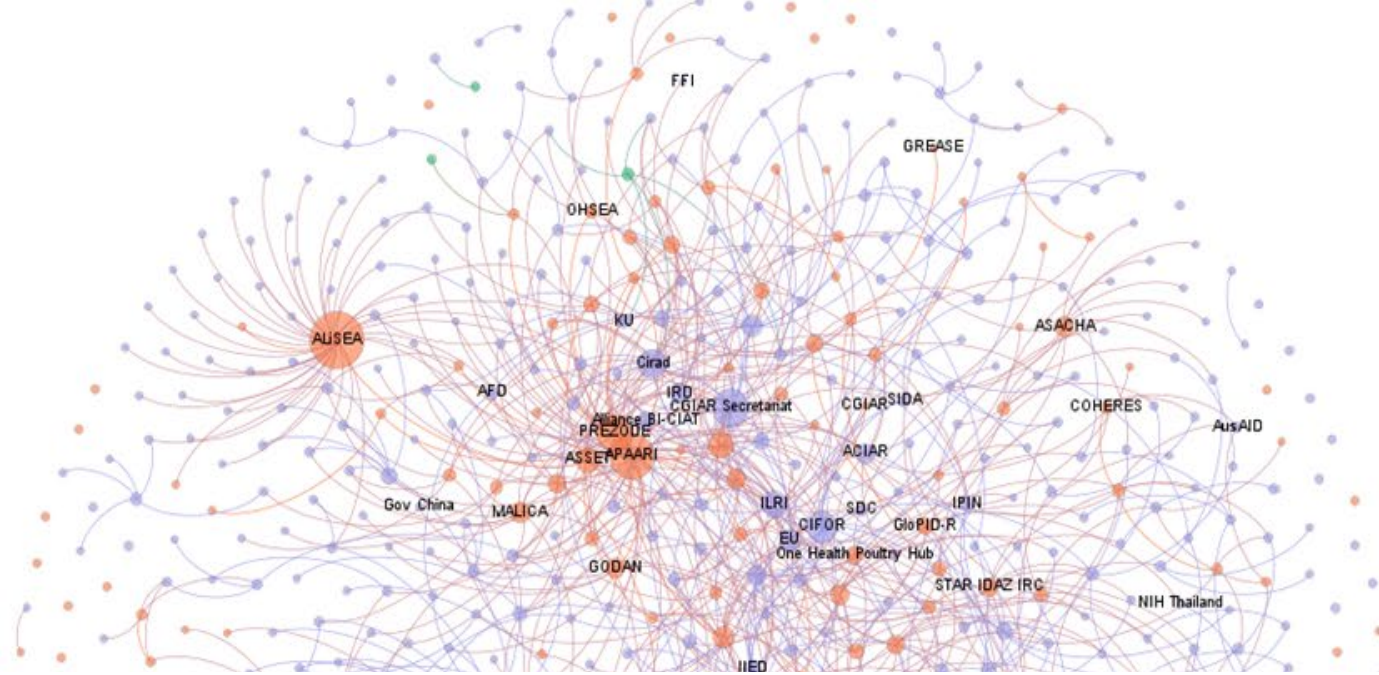 FFI
GREASE
OHSEA
KU
ALiSEA
ASACHA
Cirad
AFD
IRD
CGIAR Secretariat
CGIAR
SIDA
COHERES
Alliance BI-CIAT
PREZODE
AusAID
ASSET
APAARI
ACIAR
Gov China
MALICA
ILRI
SDC
IPIN
CIFOR
GloPID-R
EU
One Health Poultry Hub
GODAN
STAR IDAZ IRC
NIH Thailand
IIED